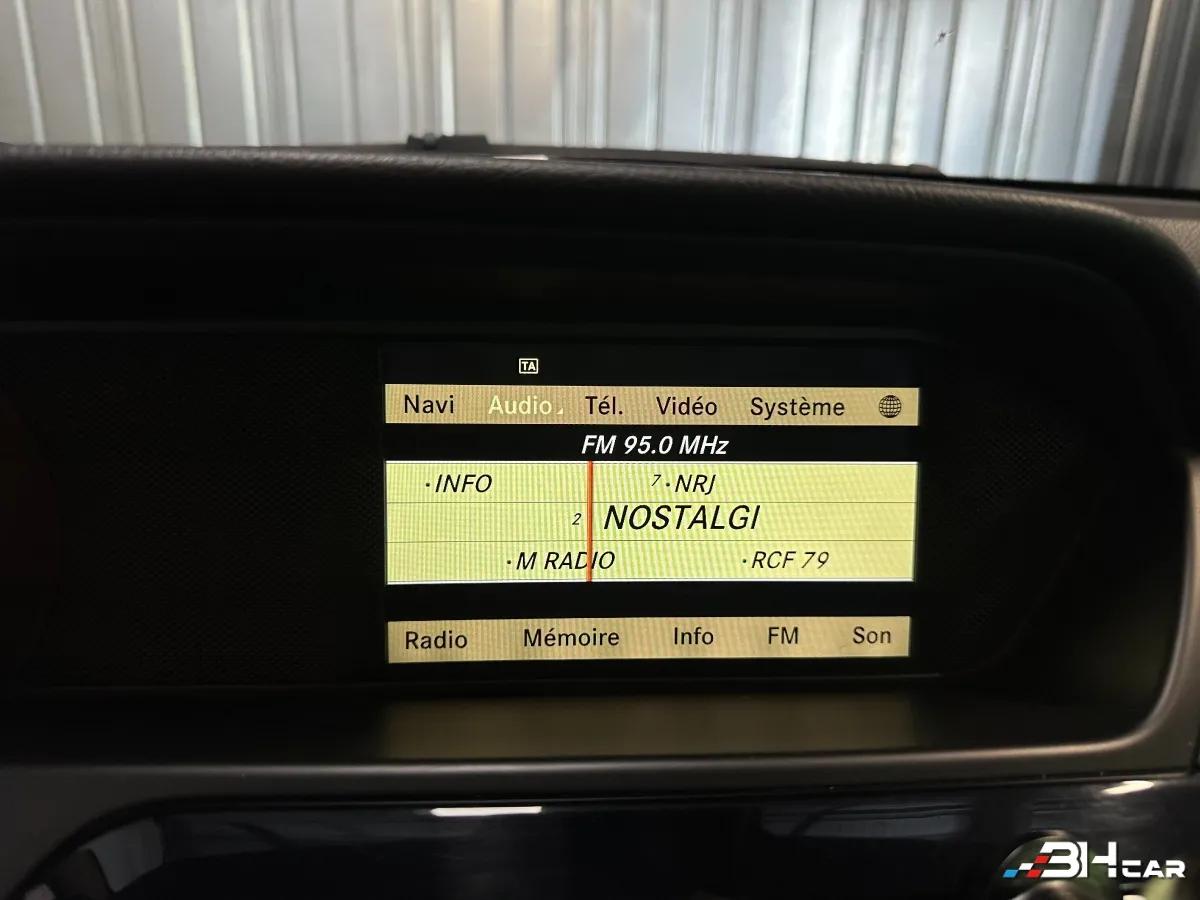 TA
Navi Audio Tél. Vidéo Système
FM 95.0 MHz
·INFO 7·NRJ
2 NOSTALGI
·M RADIO ·RCF 79
Radio Mémoire Info FM Son
3HCAR